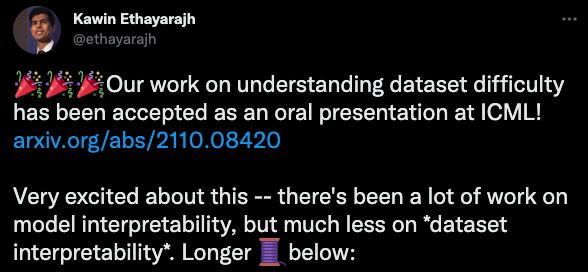 Kawin Ethayarajh
@ethayarajh
🎉🎉🎉Our work on understanding dataset difficulty
has been accepted as an oral presentation at ICML!
arxiv.org/abs/2110.08420
Very excited about this -- there's been a lot of work on
model interpretability, but much less on *dataset
interpretability*. Longer 🧵 below: